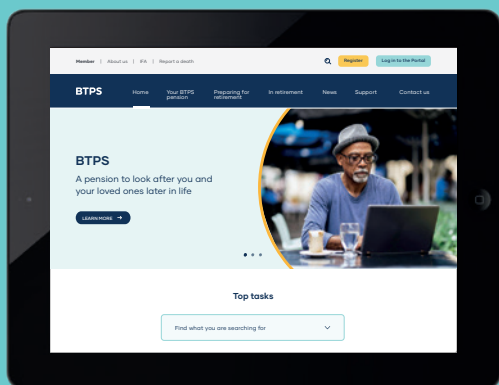 Member | About us | IFA | Report a death
Register
Log in to the Portal
BTPS
Home
Your BTPS
pension
Preparing for
retirement
In retirement
News
Support
Contact us
BTPS
A pension to look after you and
your loved ones later in life
LEARN MORE
Top tasks
Find what you are searching for